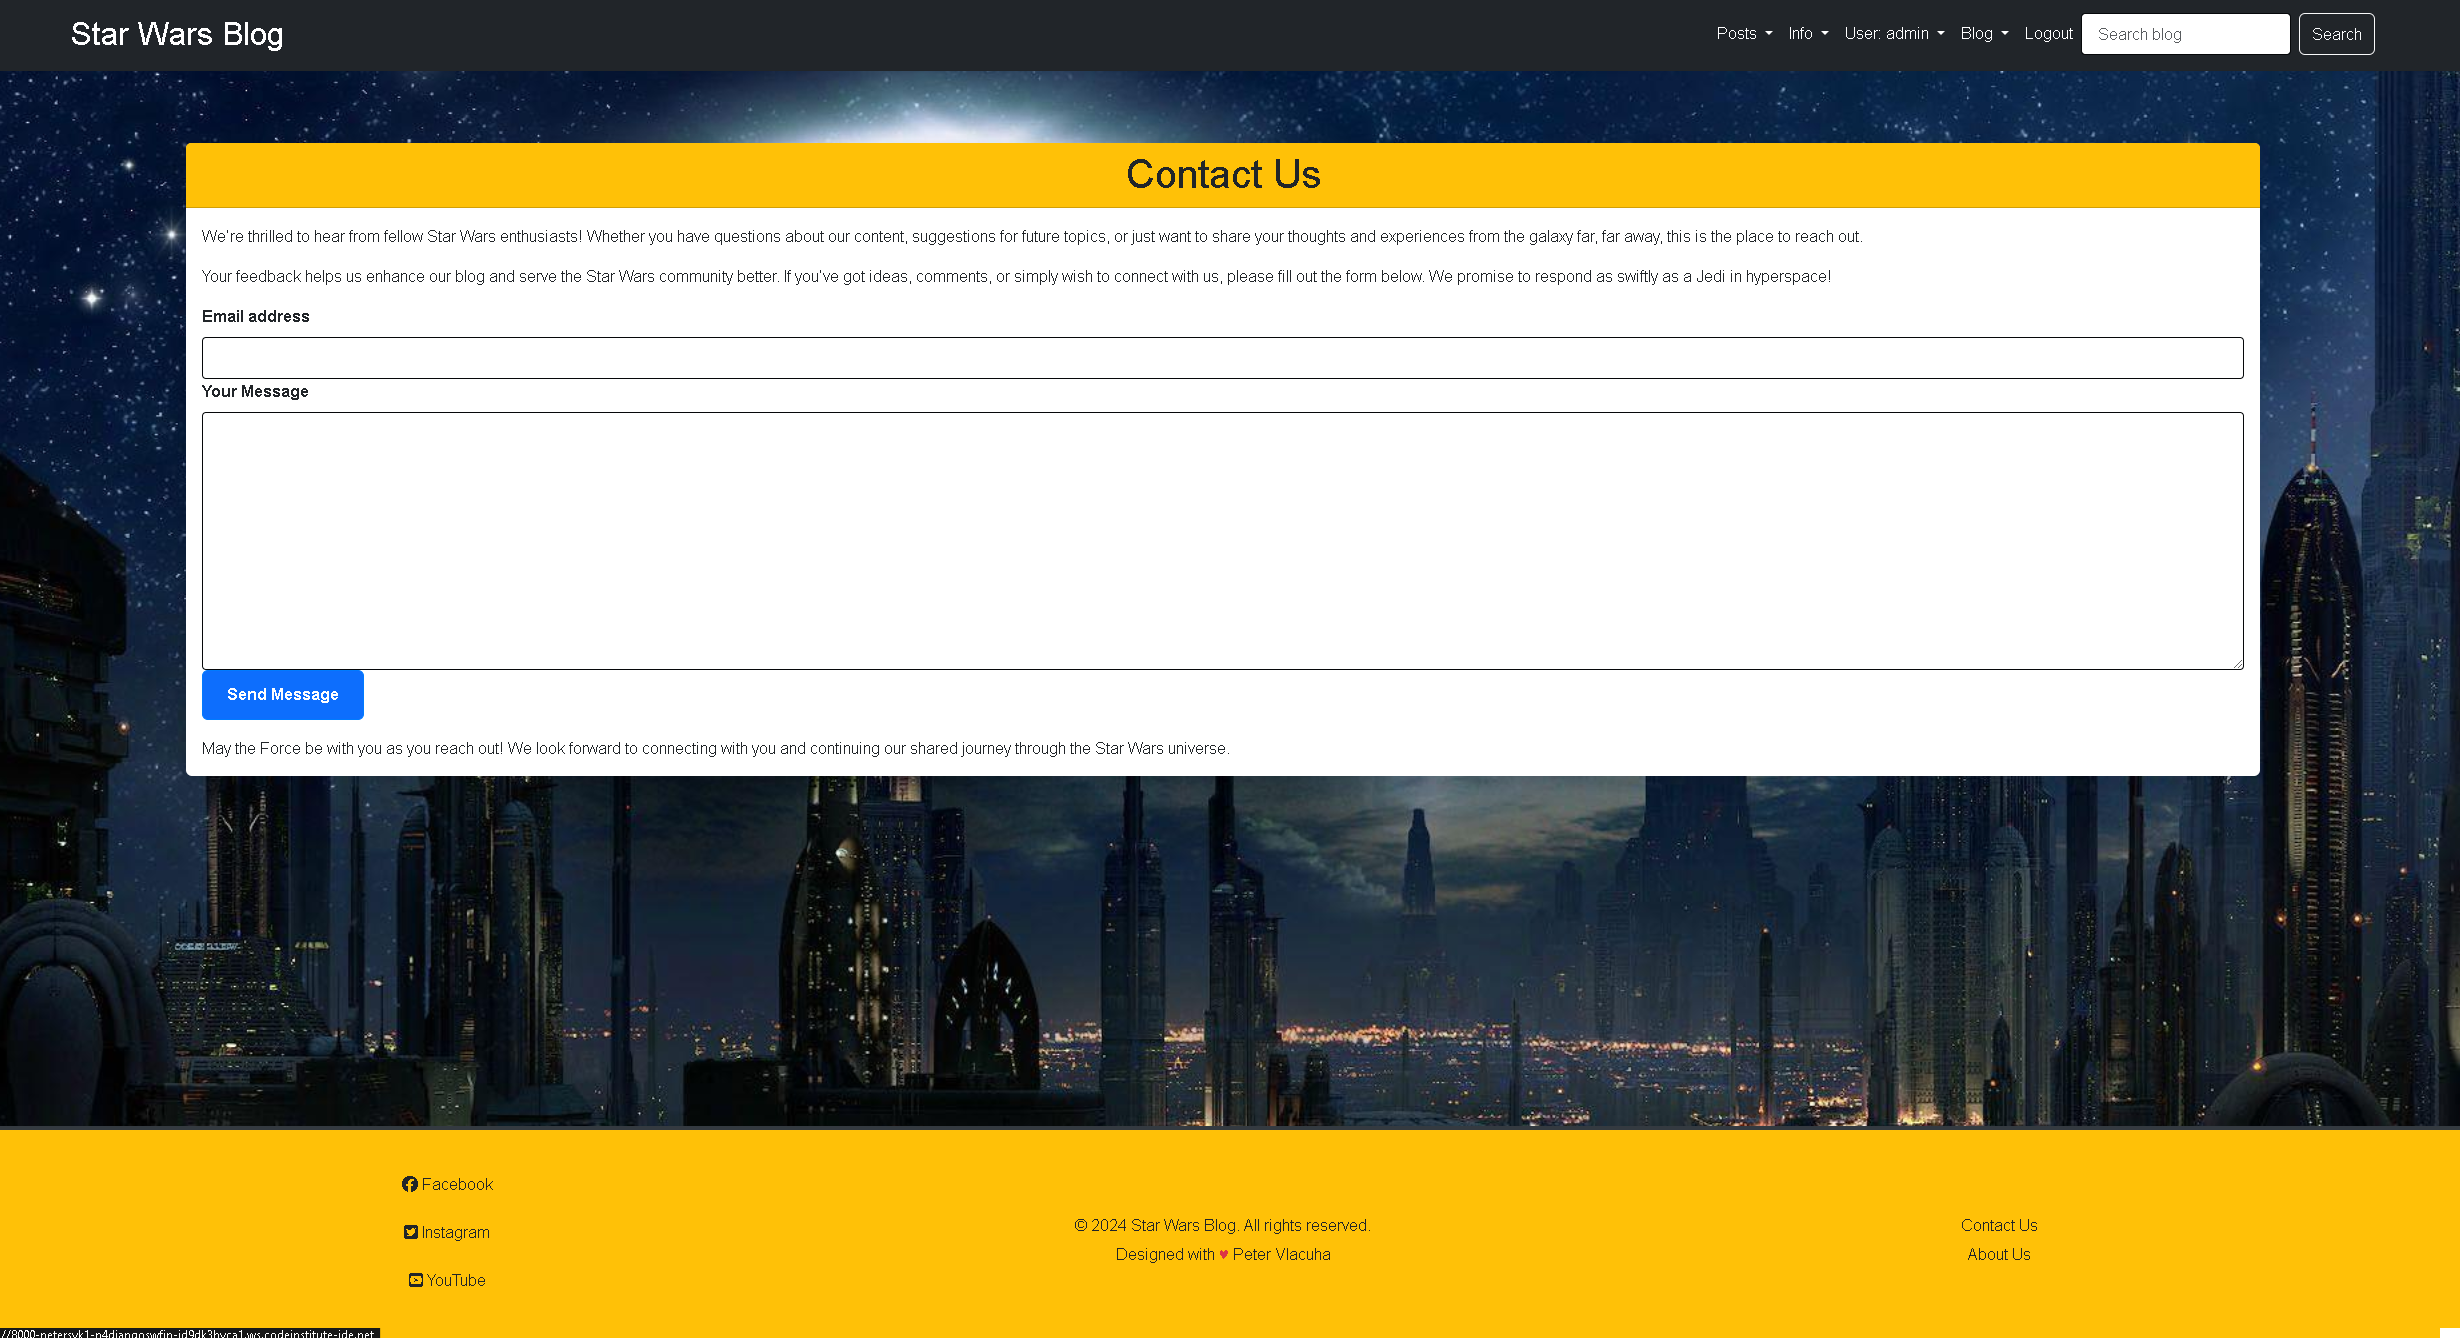 Star Wars Blog
Posts Info User: admin Blog Logout Search blog Search
Contact Us
We're thrilled to hear from fellow Star Wars enthusiasts! Whether you have questions about our content, suggestions for future topics, or just want to share your thoughts and experiences from the galaxy far, far away, this is the place to reach out.
Your feedback helps us enhance our blog and serve the Star Wars community better. If you've got ideas, comments, or simply wish to connect with us, please fill out the form below. We promise to respond as swiftly as a Jedi in hyperspace!
Email address
Your Message
Send Message
May the Force be with you as you reach out! We look forward to connecting with you and continuing our shared journey through the Star Wars universe.
Facebook
Instagram
YouTube
© 2024 Star Wars Blog. All rights reserved.
Designed with ♥ Peter Vlacuha
Contact Us
About Us